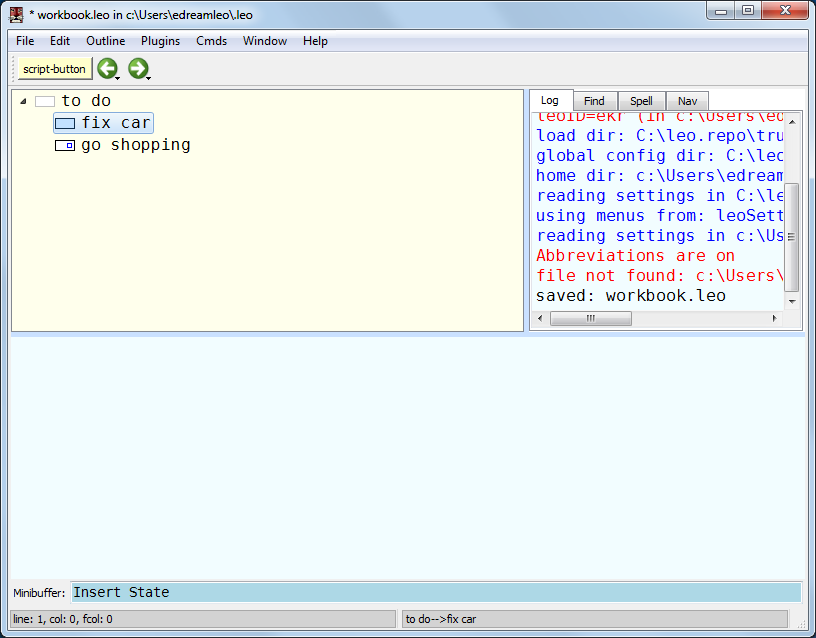 * workbook.leo in c:\Users\edreamleo\.leo
File Edit Outline Plugins Cmds Window Help
script-button
to do
fix car
go shopping
Log Find Spell Nav
leoID=ekr (in c:\Users\ed
load dir: C:\leo.repo\tru
global config dir: C:\leo
home dir: c:\Users\edream
reading settings in C:\le
using menus from: leoSett
reading settings in c:\Us
Abbreviations are on
file not found: c:\Users\
saved: workbook.leo
Minibuffer: Insert State
line: 1, col: 0, fcol: 0
to do-->fix car